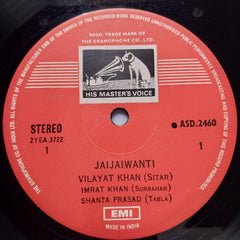 REGD. TRADE MARK OF
THE GRAMOPHONE CO. LTD.
HIS MASTER'S VOICE
STEREO
2YEA.3722
1
ASD.2460
1
JAIJAIWANTI
VILAYAT KHAN (SITAR)
IMRAT KHAN (SURBAHAR)
SHANTA PRASAD (TABLA)
EMI
MADE IN INDIA